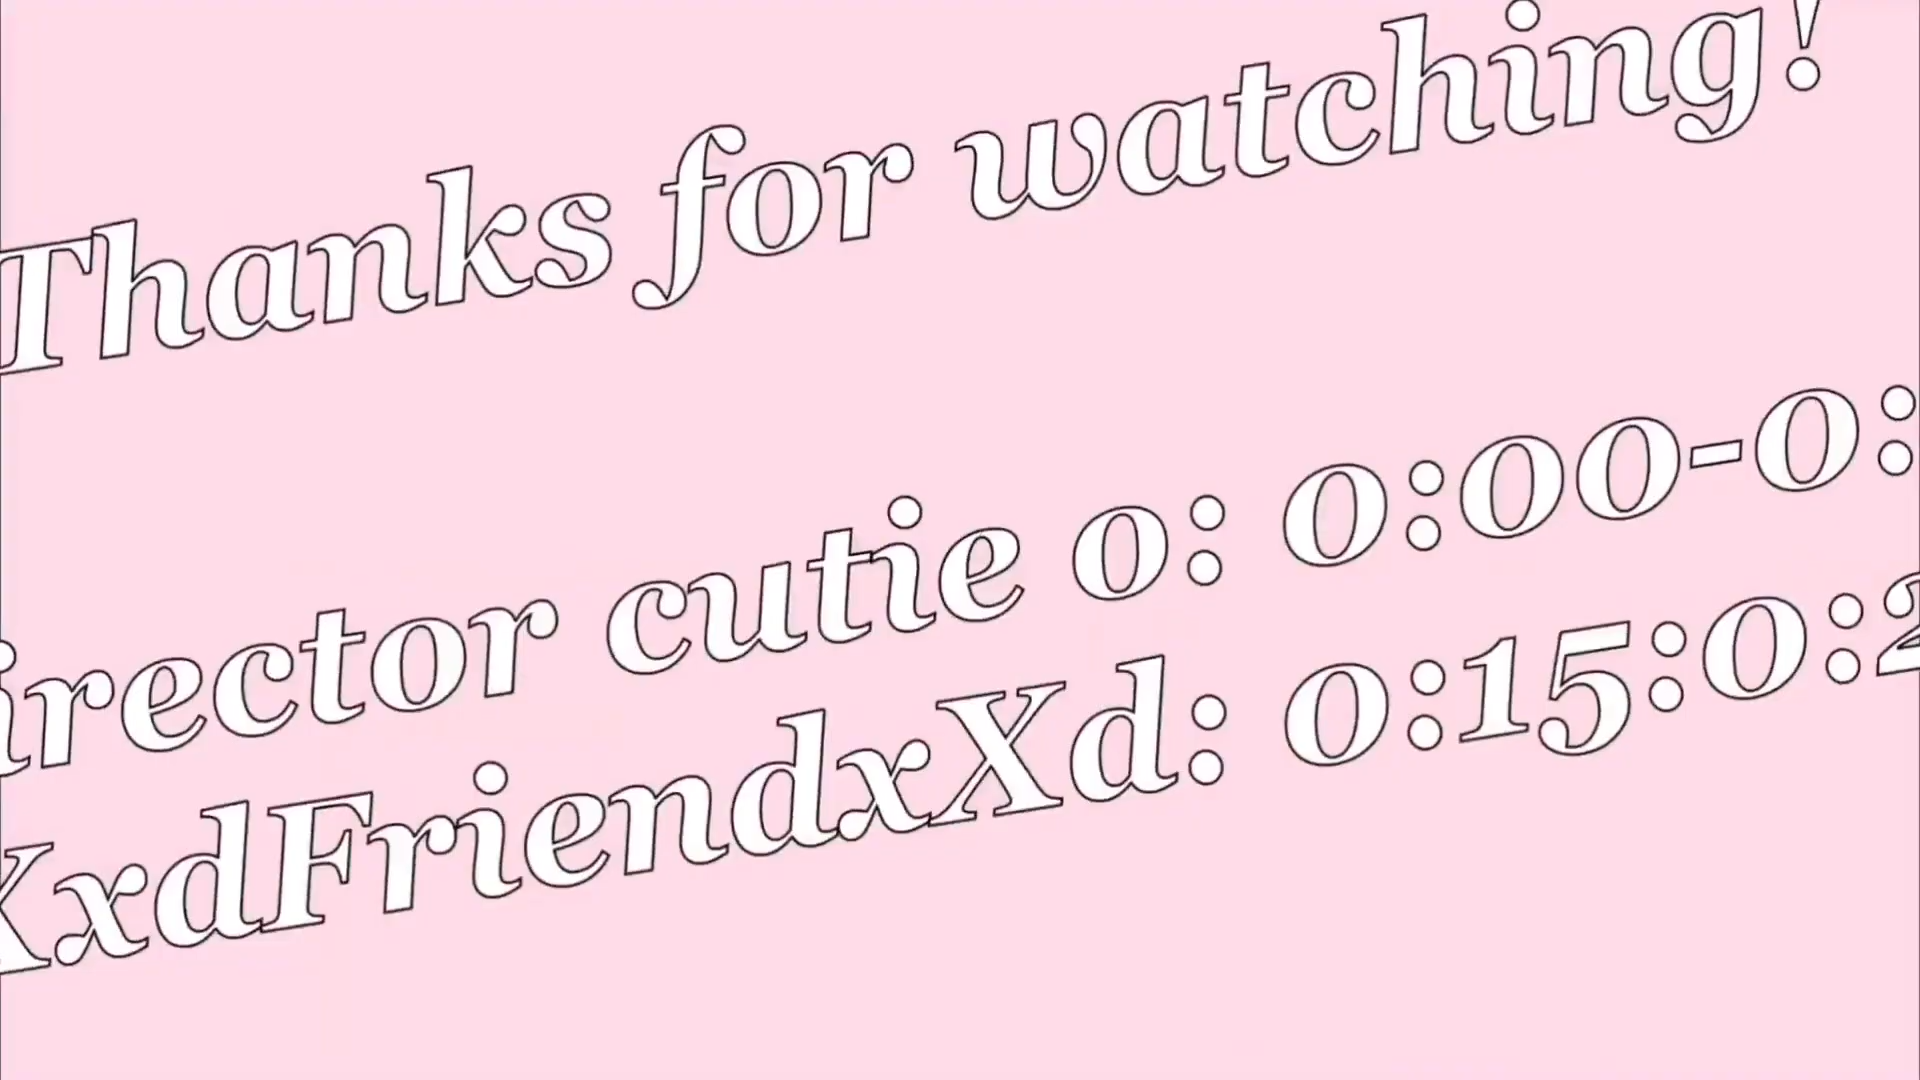 Thanks for watching!
irector cutie o: 0:00-0:
XxdFriendxXd: 0:15:0:2